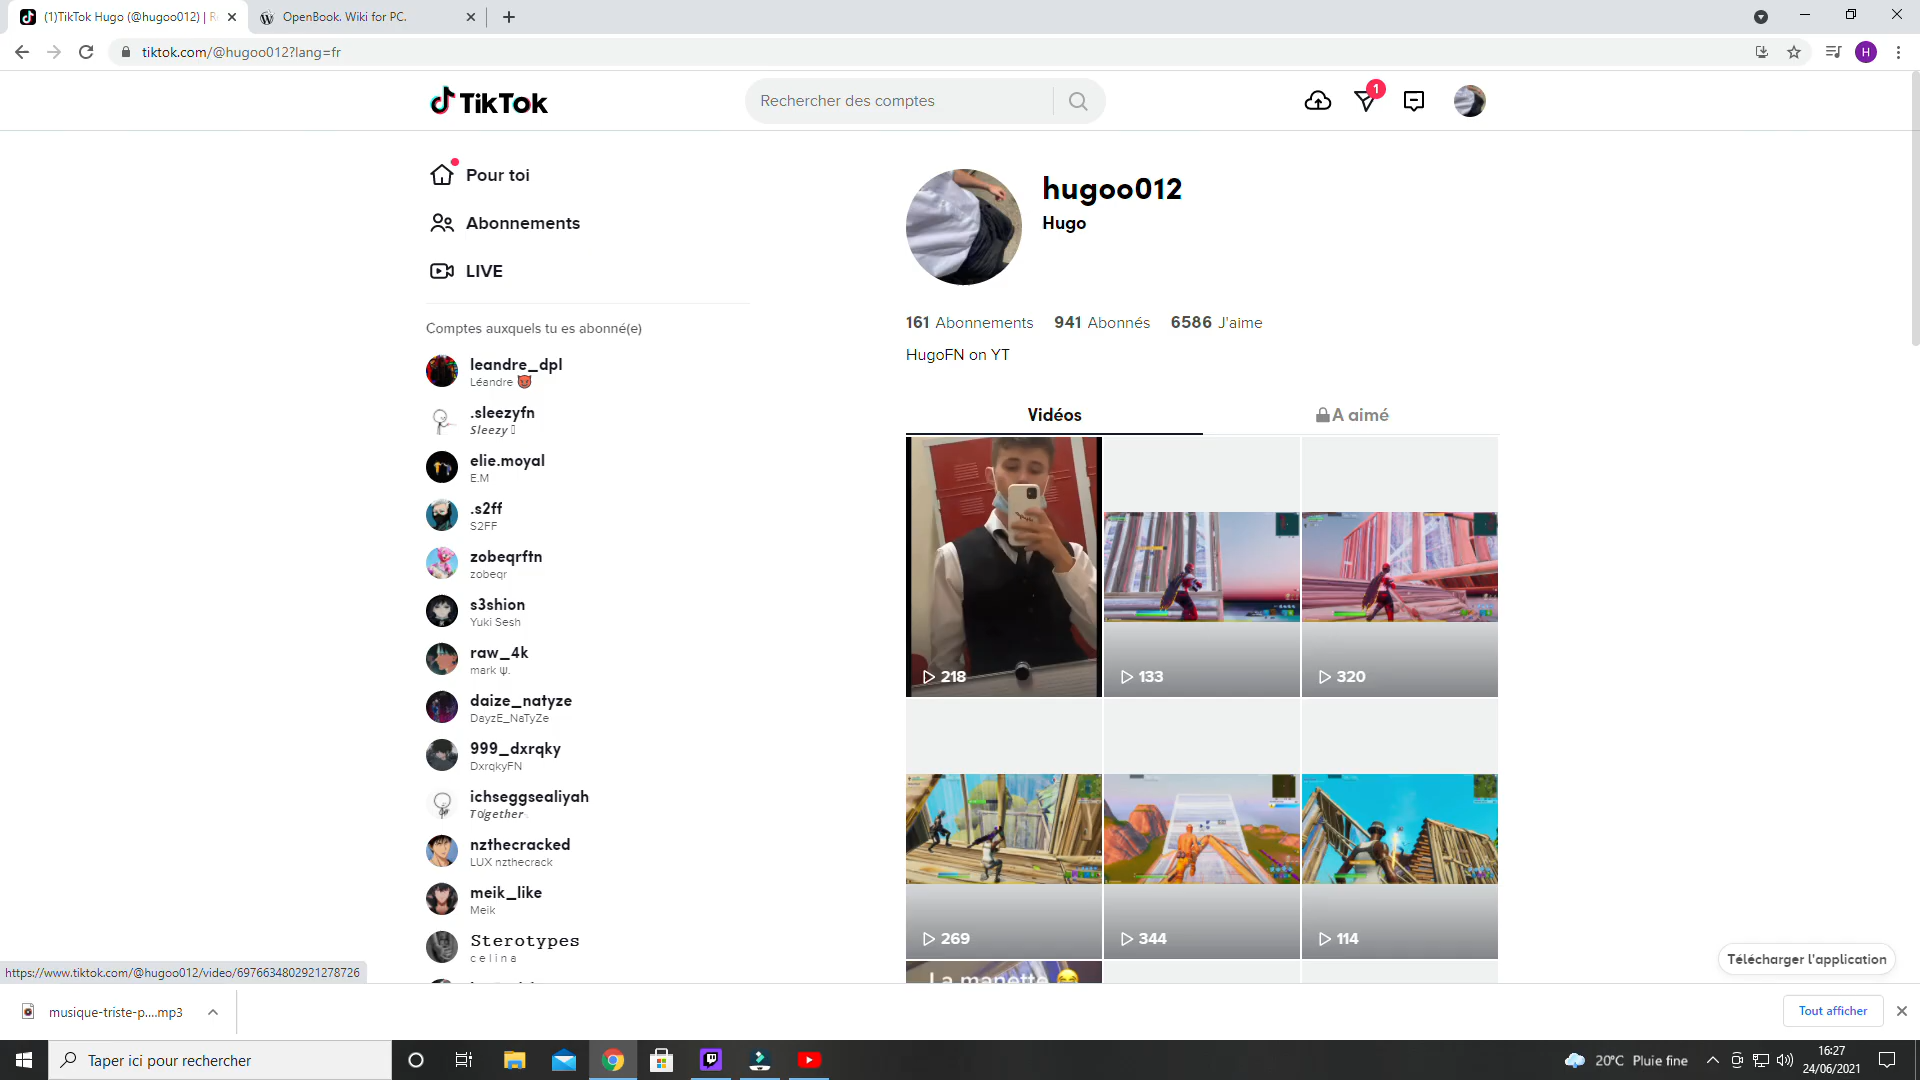 (1)TikTok Hugo (@hugoo012) |
OpenBook. Wiki for PC.
tiktok.com/@hugoo012?lang=fr
H
TikTok
Rechercher des comptes
1
Pour toi
Abonnements
LIVE
Comptes auxquels tu es abonné(e)
leandre_dpl
Léandre 👿
.sleezyfn
Sleezy
elie.moyal
E.M
.s2ff
S2FF
zobeqrftn
zobeqr
s3shion
Yuki Sesh
raw_4k
mark ψ.
daize_natyze
DayzE_NaTyZe
999_dxrqky
DxrqkyFN
ichseggsealiyah
nzthecracked
LUX nzthecrack
meik_like
Meik
Sterotypes
c e l i n a
hugoo012
Hugo
161 Abonnements 941 Abonnés 6586 J'aime
HugoFN on YT
Vidéos
A aimé
218
133
320
269
344
114
La manette 😂
Télécharger l'application
https://www.tiktok.com/@hugoo012/video/6976634802921278726
musique-triste-p....mp3
Tout afficher
Taper ici pour rechercher
20°C Pluie fine
16:27
24/06/2021